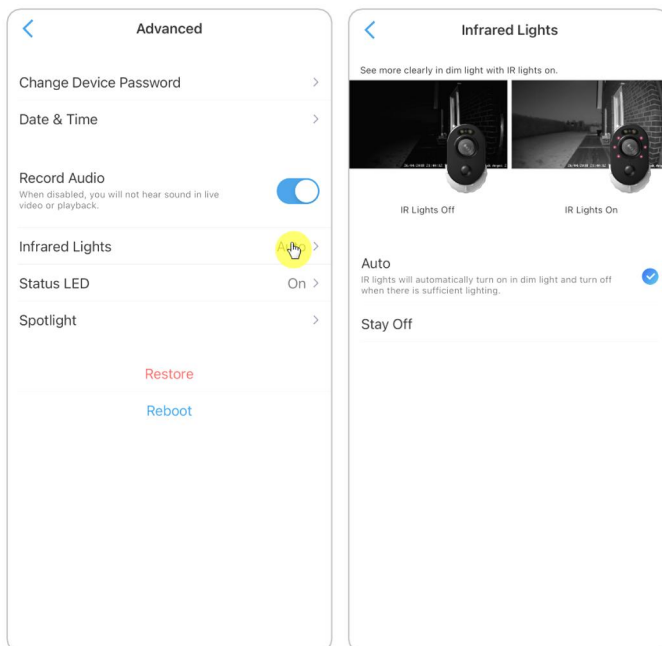 Advanced
Change Device Password
Date & Time
Record Audio
When disabled, you will not hear sound in live
video or playback.
Infrared Lights
Auto
Status LED
On
Spotlight
Restore
Reboot
Infrared Lights
See more clearly in dim light with IR lights on.
IR Lights Off
IR Lights On
Auto
IR lights will automatically turn on in dim light and turn off
when there is sufficient lighting.
Stay Off